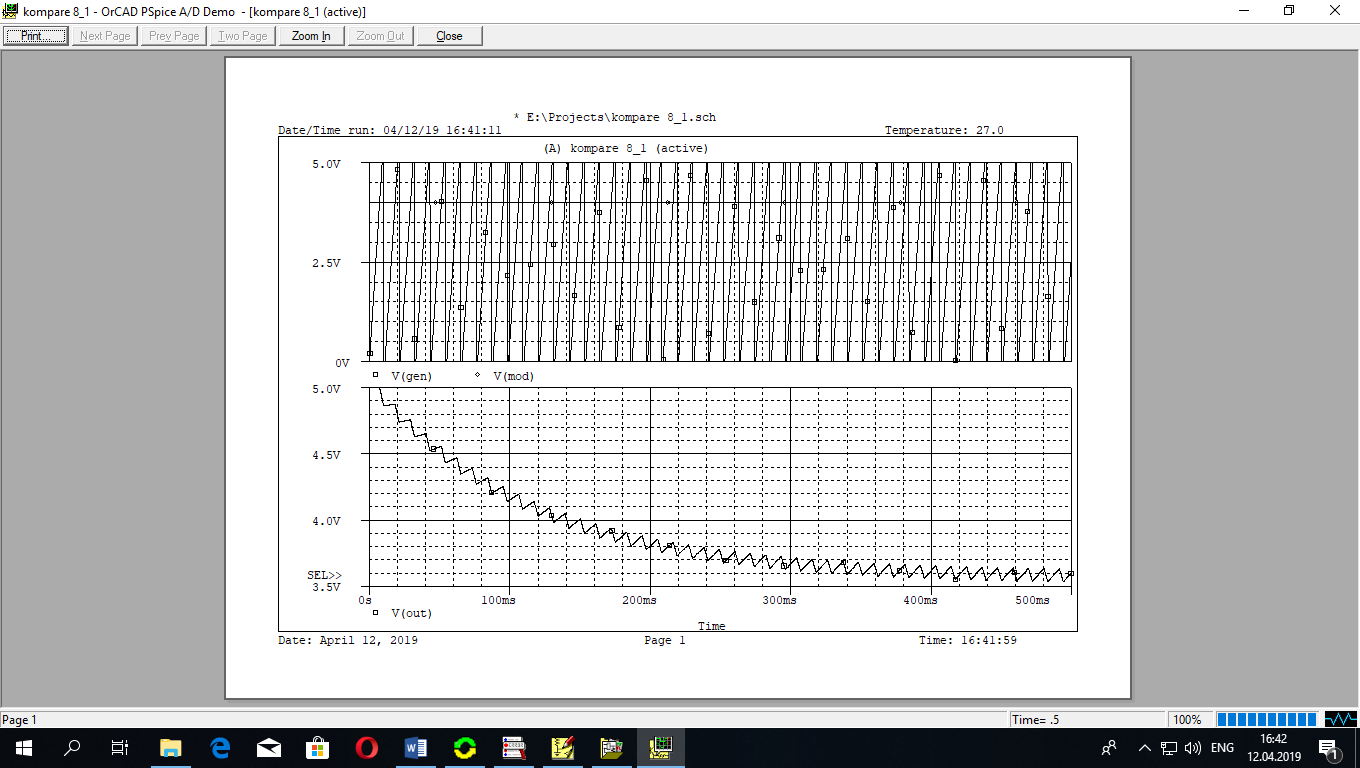 kompare 8_1 - OrCAD PSpice A/D Demo - [kompare 8_1 (active)]
Print Next Page Prev Page Two Page Zoom In Zoom Out Close
* E:\Projects\kompare 8_1.sch
Date/Time run: 04/12/19 16:41:11 Temperature: 27.0
(A) kompare 8_1 (active)
5.0V
2.5V
0V
V(gen) V(mod)
5.0V
4.5V
4.0V
SEL>>
3.5V
0s 100ms 200ms 300ms 400ms 500ms
V(out)
Time
Date: April 12, 2019 Page 1 Time: 16:41:59
Page 1 Time= .5 100%
ENG 16:42
12.04.2019
1